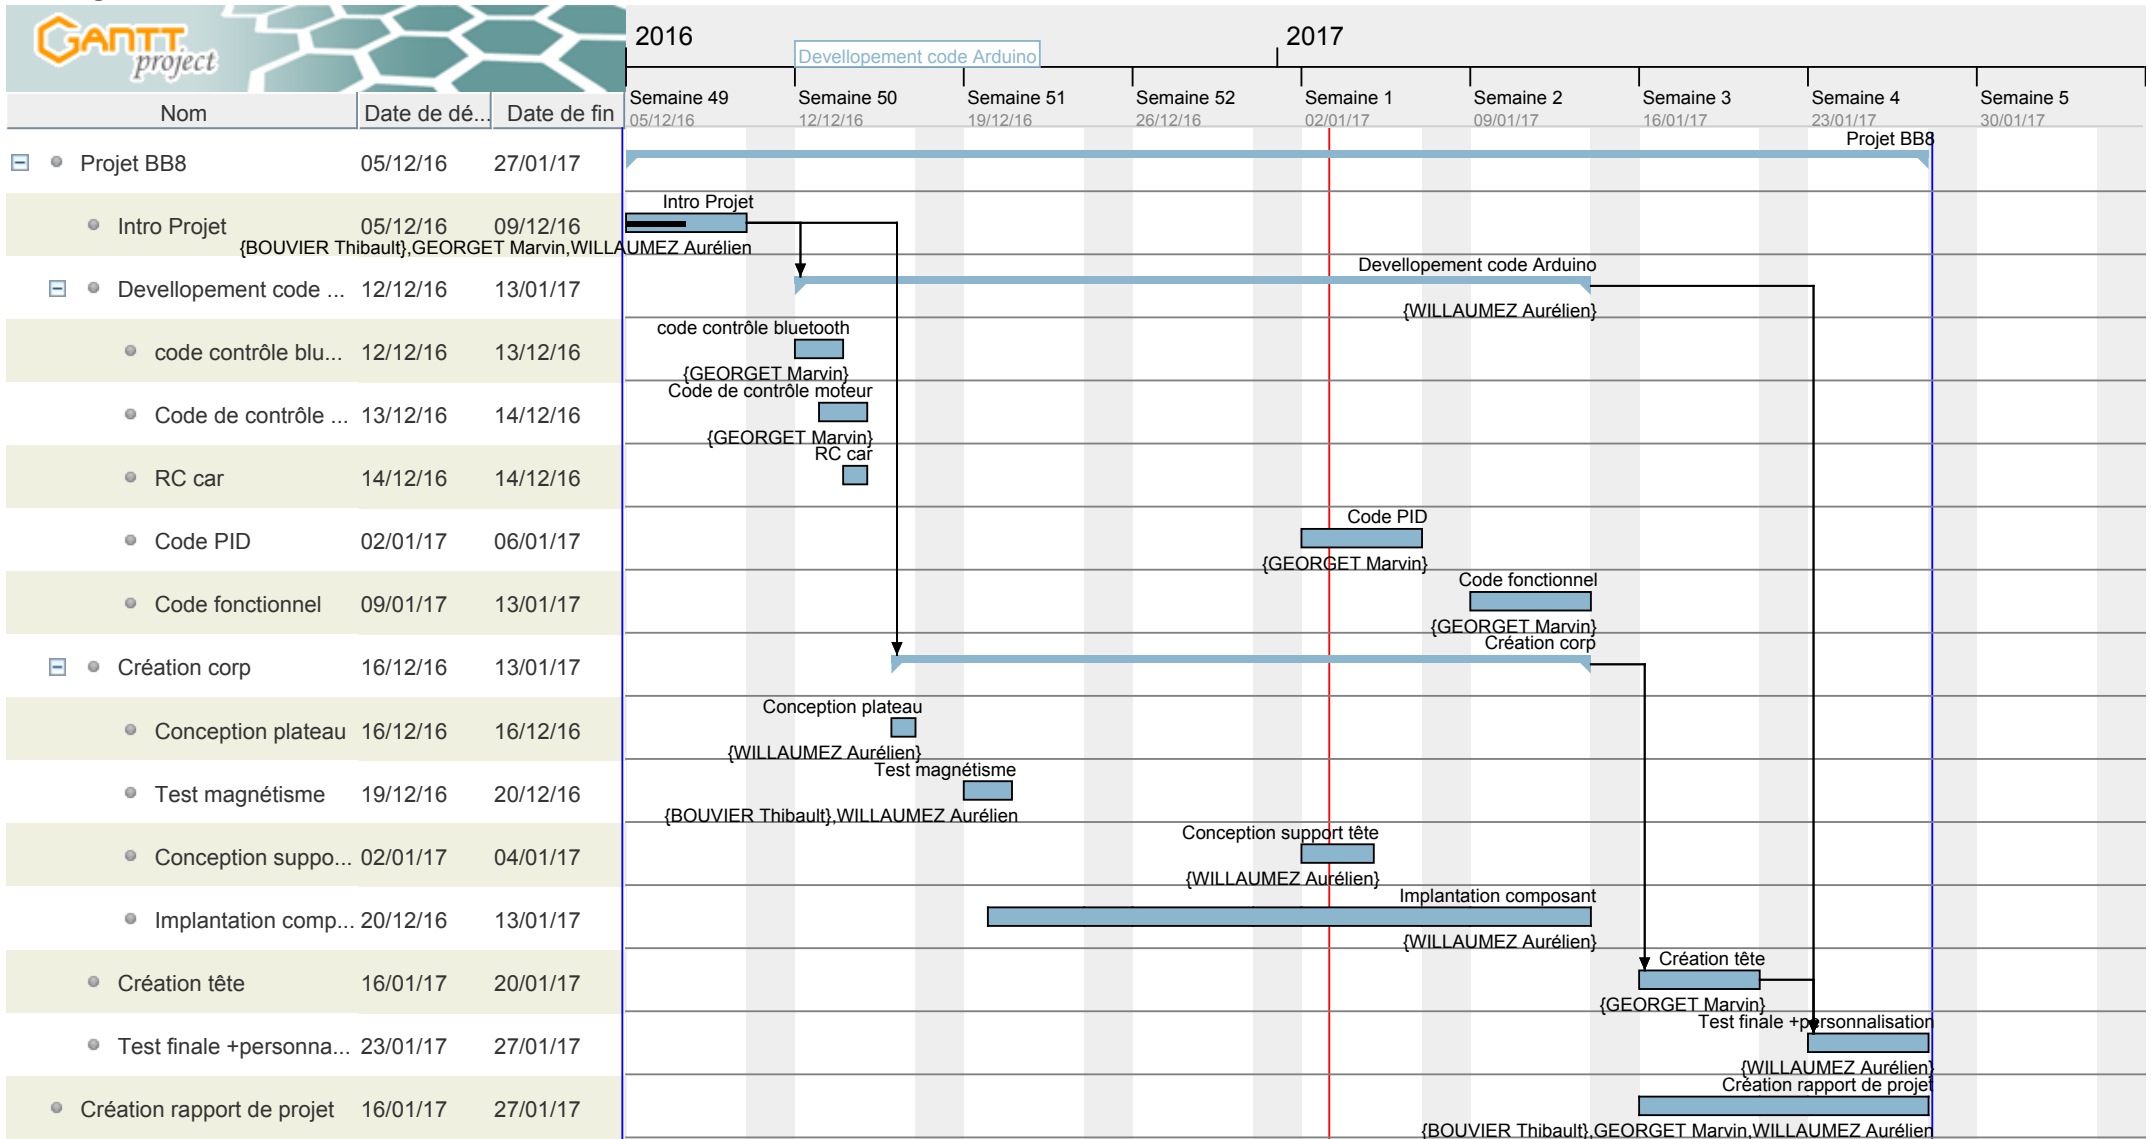 GANTT
project
2016
2017
Devellopement code Arduino
Nom
Date de dé...
Date de fin
Semaine 49
Semaine 50
Semaine 51
Semaine 52
Semaine 1
Semaine 2
Semaine 3
Semaine 4
Semaine 5
05/12/16
12/12/16
19/12/16
26/12/16
02/01/17
09/01/17
16/01/17
23/01/17
30/01/17
Projet BB8 05/12/16 27/01/17
Projet BB8
Intro Projet 05/12/16 09/12/16
Intro Projet
{BOUVIER Thibault},GEORGET Marvin,WILLAUMEZ Aurélien
Devellopement code ... 12/12/16 13/01/17
Devellopement code Arduino
{WILLAUMEZ Aurélien}
code contrôle blu... 12/12/16 13/12/16
code contrôle bluetooth
{GEORGET Marvin}
Code de contrôle ... 13/12/16 14/12/16
Code de contrôle moteur
{GEORGET Marvin}
RC car 14/12/16 14/12/16
RC car
Code PID 02/01/17 06/01/17
Code PID
{GEORGET Marvin}
Code fonctionnel 09/01/17 13/01/17
Code fonctionnel
{GEORGET Marvin}
Création corp 16/12/16 13/01/17
Création corp
Conception plateau 16/12/16 16/12/16
Conception plateau
{WILLAUMEZ Aurélien}
Test magnétisme 19/12/16 20/12/16
Test magnétisme
{BOUVIER Thibault},WILLAUMEZ Aurélien
Conception suppo... 02/01/17 04/01/17
Conception support tête
{WILLAUMEZ Aurélien}
Implantation comp... 20/12/16 13/01/17
Implantation composant
{WILLAUMEZ Aurélien}
Création tête 16/01/17 20/01/17
Création tête
{GEORGET Marvin}
Test finale +personna... 23/01/17 27/01/17
Test finale +personnalisation
{WILLAUMEZ Aurélien}
Création rapport de projet 16/01/17 27/01/17
Création rapport de projet
{BOUVIER Thibault},GEORGET Marvin,WILLAUMEZ Aurélien